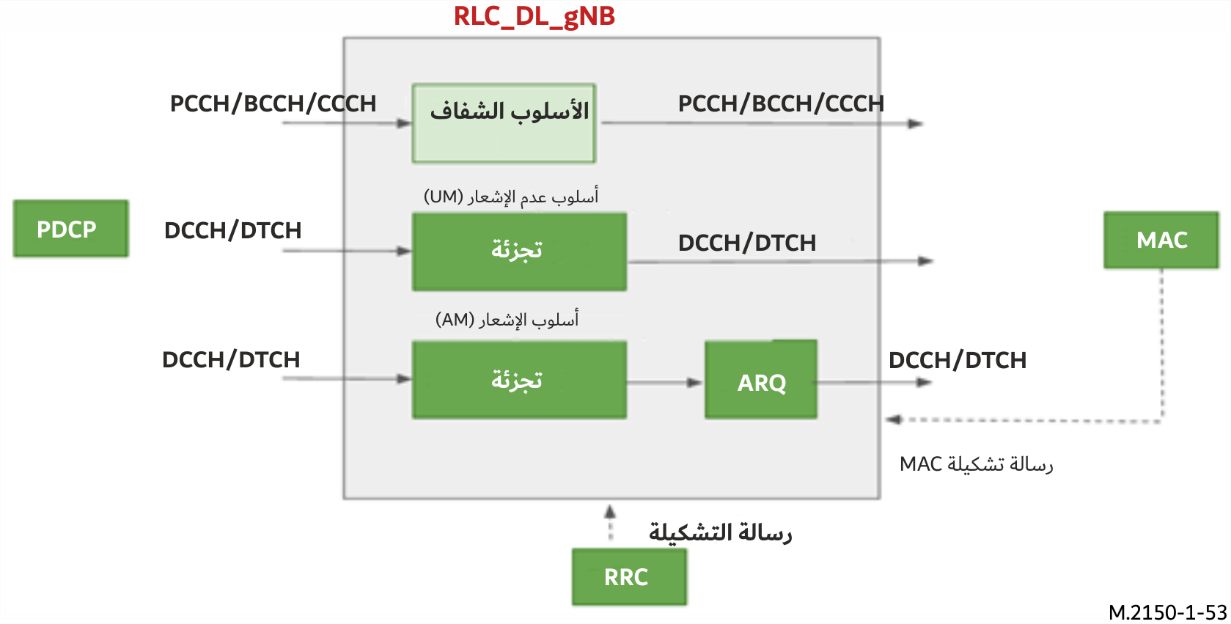 RLC_DL_gNB
PCCH/BCCH/CCCH
الأسلوب الشفاف
PCCH/BCCH/CCCH
أسلوب عدم الإشعار (UM)
PDCP
DCCH/DTCH
تجزئة
DCCH/DTCH
MAC
أسلوب الإشعار (AM)
DCCH/DTCH
تجزئة
ARQ
DCCH/DTCH
رسالة تشكيلة MAC
رسالة التشكيلة
RRC
M.2150-1-53